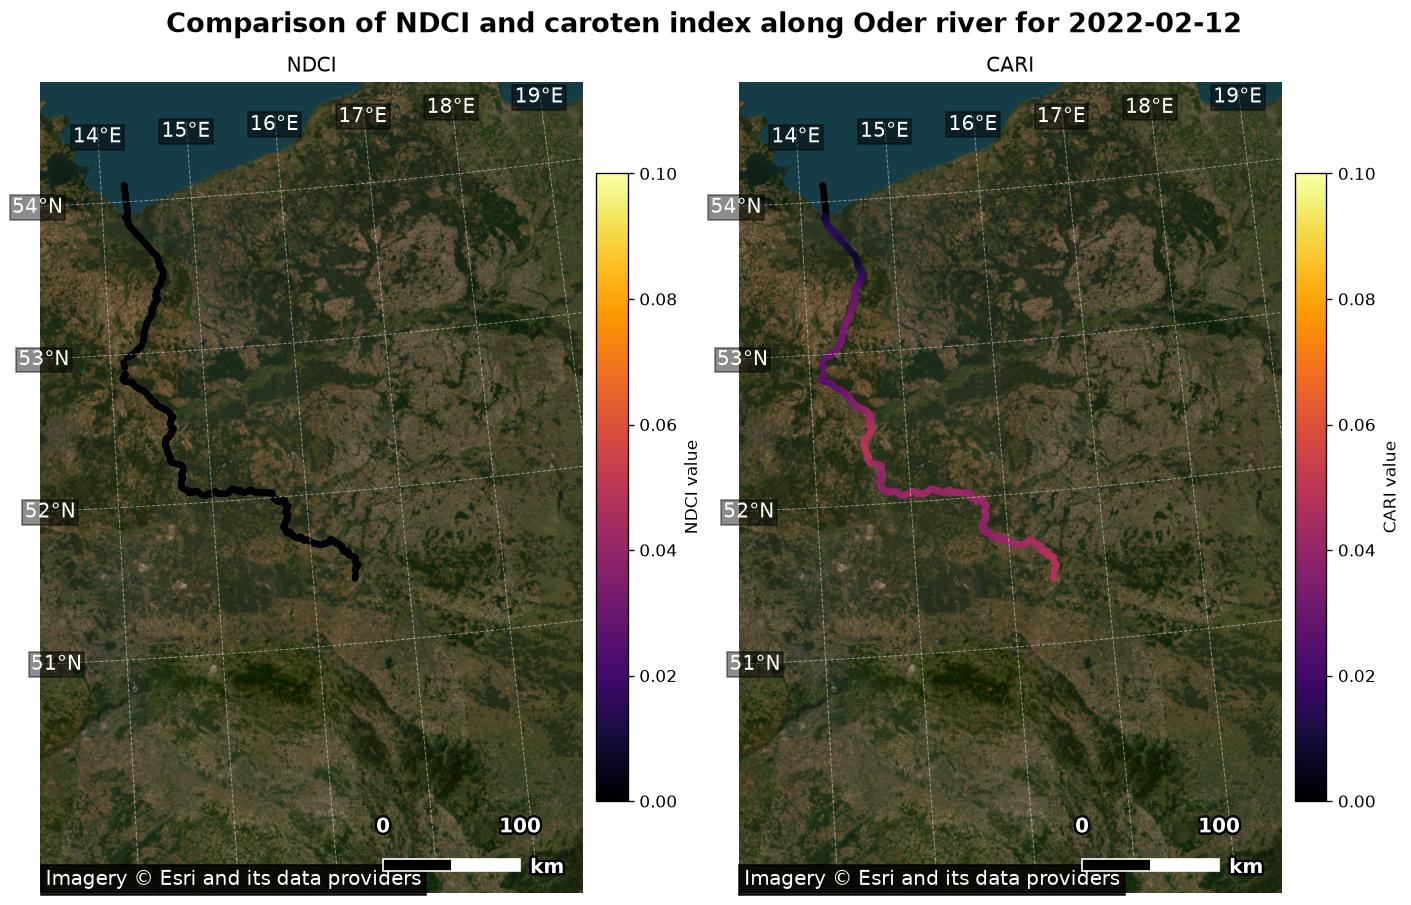 Comparison of NDCI and caroten index along Oder river for 2022-02-12
NDCI
14°E
15°E
16°E
17°E
18°E
19°E
54°N
53°N
52°N
51°N
0
100
km
Imagery © Esri and its data providers
0.10
0.08
0.06
0.04
0.02
0.00
NDCI value
CARI
14°E
15°E
16°E
17°E
18°E
19°E
54°N
53°N
52°N
51°N
0
100
km
Imagery © Esri and its data providers
0.10
0.08
0.06
0.04
0.02
0.00
CARI value